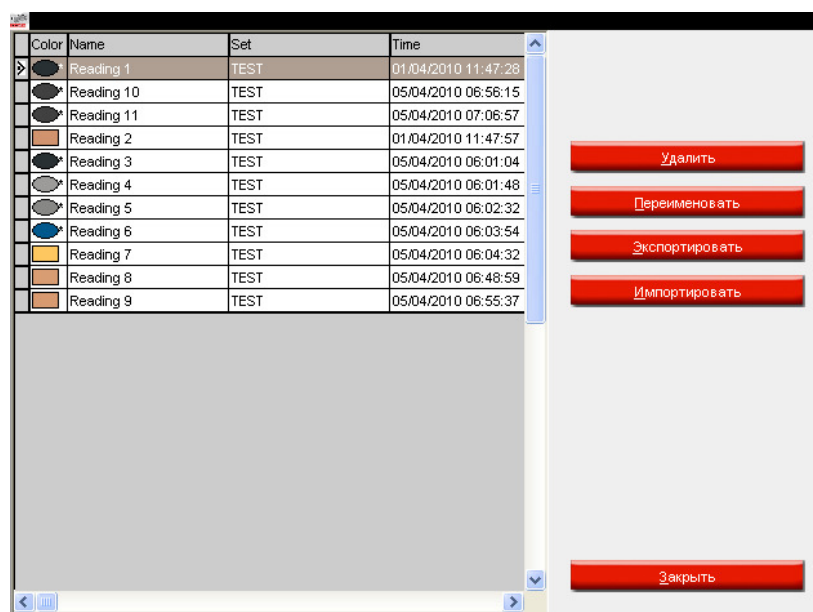 Color Name Set Time
Reading 1 TEST 01/04/2010 11:47:28
Reading 10 TEST 05/04/2010 06:56:15
Reading 11 TEST 05/04/2010 07:06:57
Reading 2 TEST 01/04/2010 11:47:57
Reading 3 TEST 05/04/2010 06:01:04
Reading 4 TEST 05/04/2010 06:01:48
Reading 5 TEST 05/04/2010 06:02:32
Reading 6 TEST 05/04/2010 06:03:54
Reading 7 TEST 05/04/2010 06:04:32
Reading 8 TEST 05/04/2010 06:48:59
Reading 9 TEST 05/04/2010 06:55:37
Удалить
Переименовать
Экспортировать
Импортировать
Закрыть